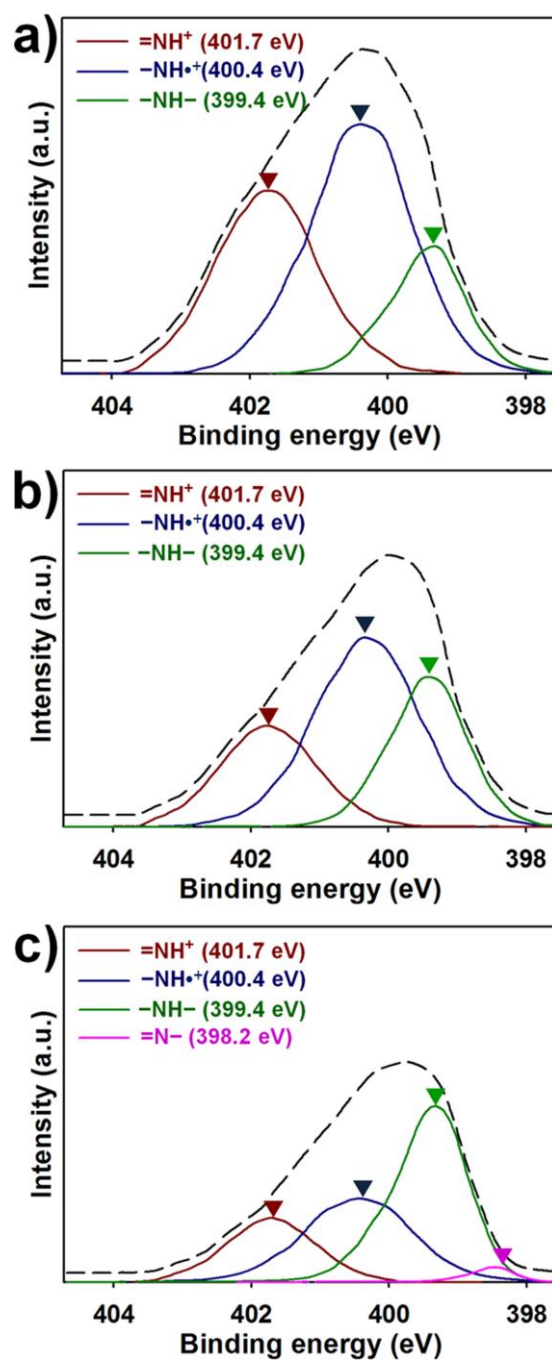 a)
=NH⁺ (401.7 eV)
−NH•⁺(400.4 eV)
−NH− (399.4 eV)
Intensity (a.u.)
404 402 400 398
Binding energy (eV)
b)
=NH⁺ (401.7 eV)
−NH•⁺(400.4 eV)
−NH− (399.4 eV)
Intensity (a.u.)
404 402 400 398
Binding energy (eV)
c)
=NH⁺ (401.7 eV)
−NH•⁺(400.4 eV)
−NH− (399.4 eV)
=N− (398.2 eV)
Intensity (a.u.)
404 402 400 398
Binding energy (eV)